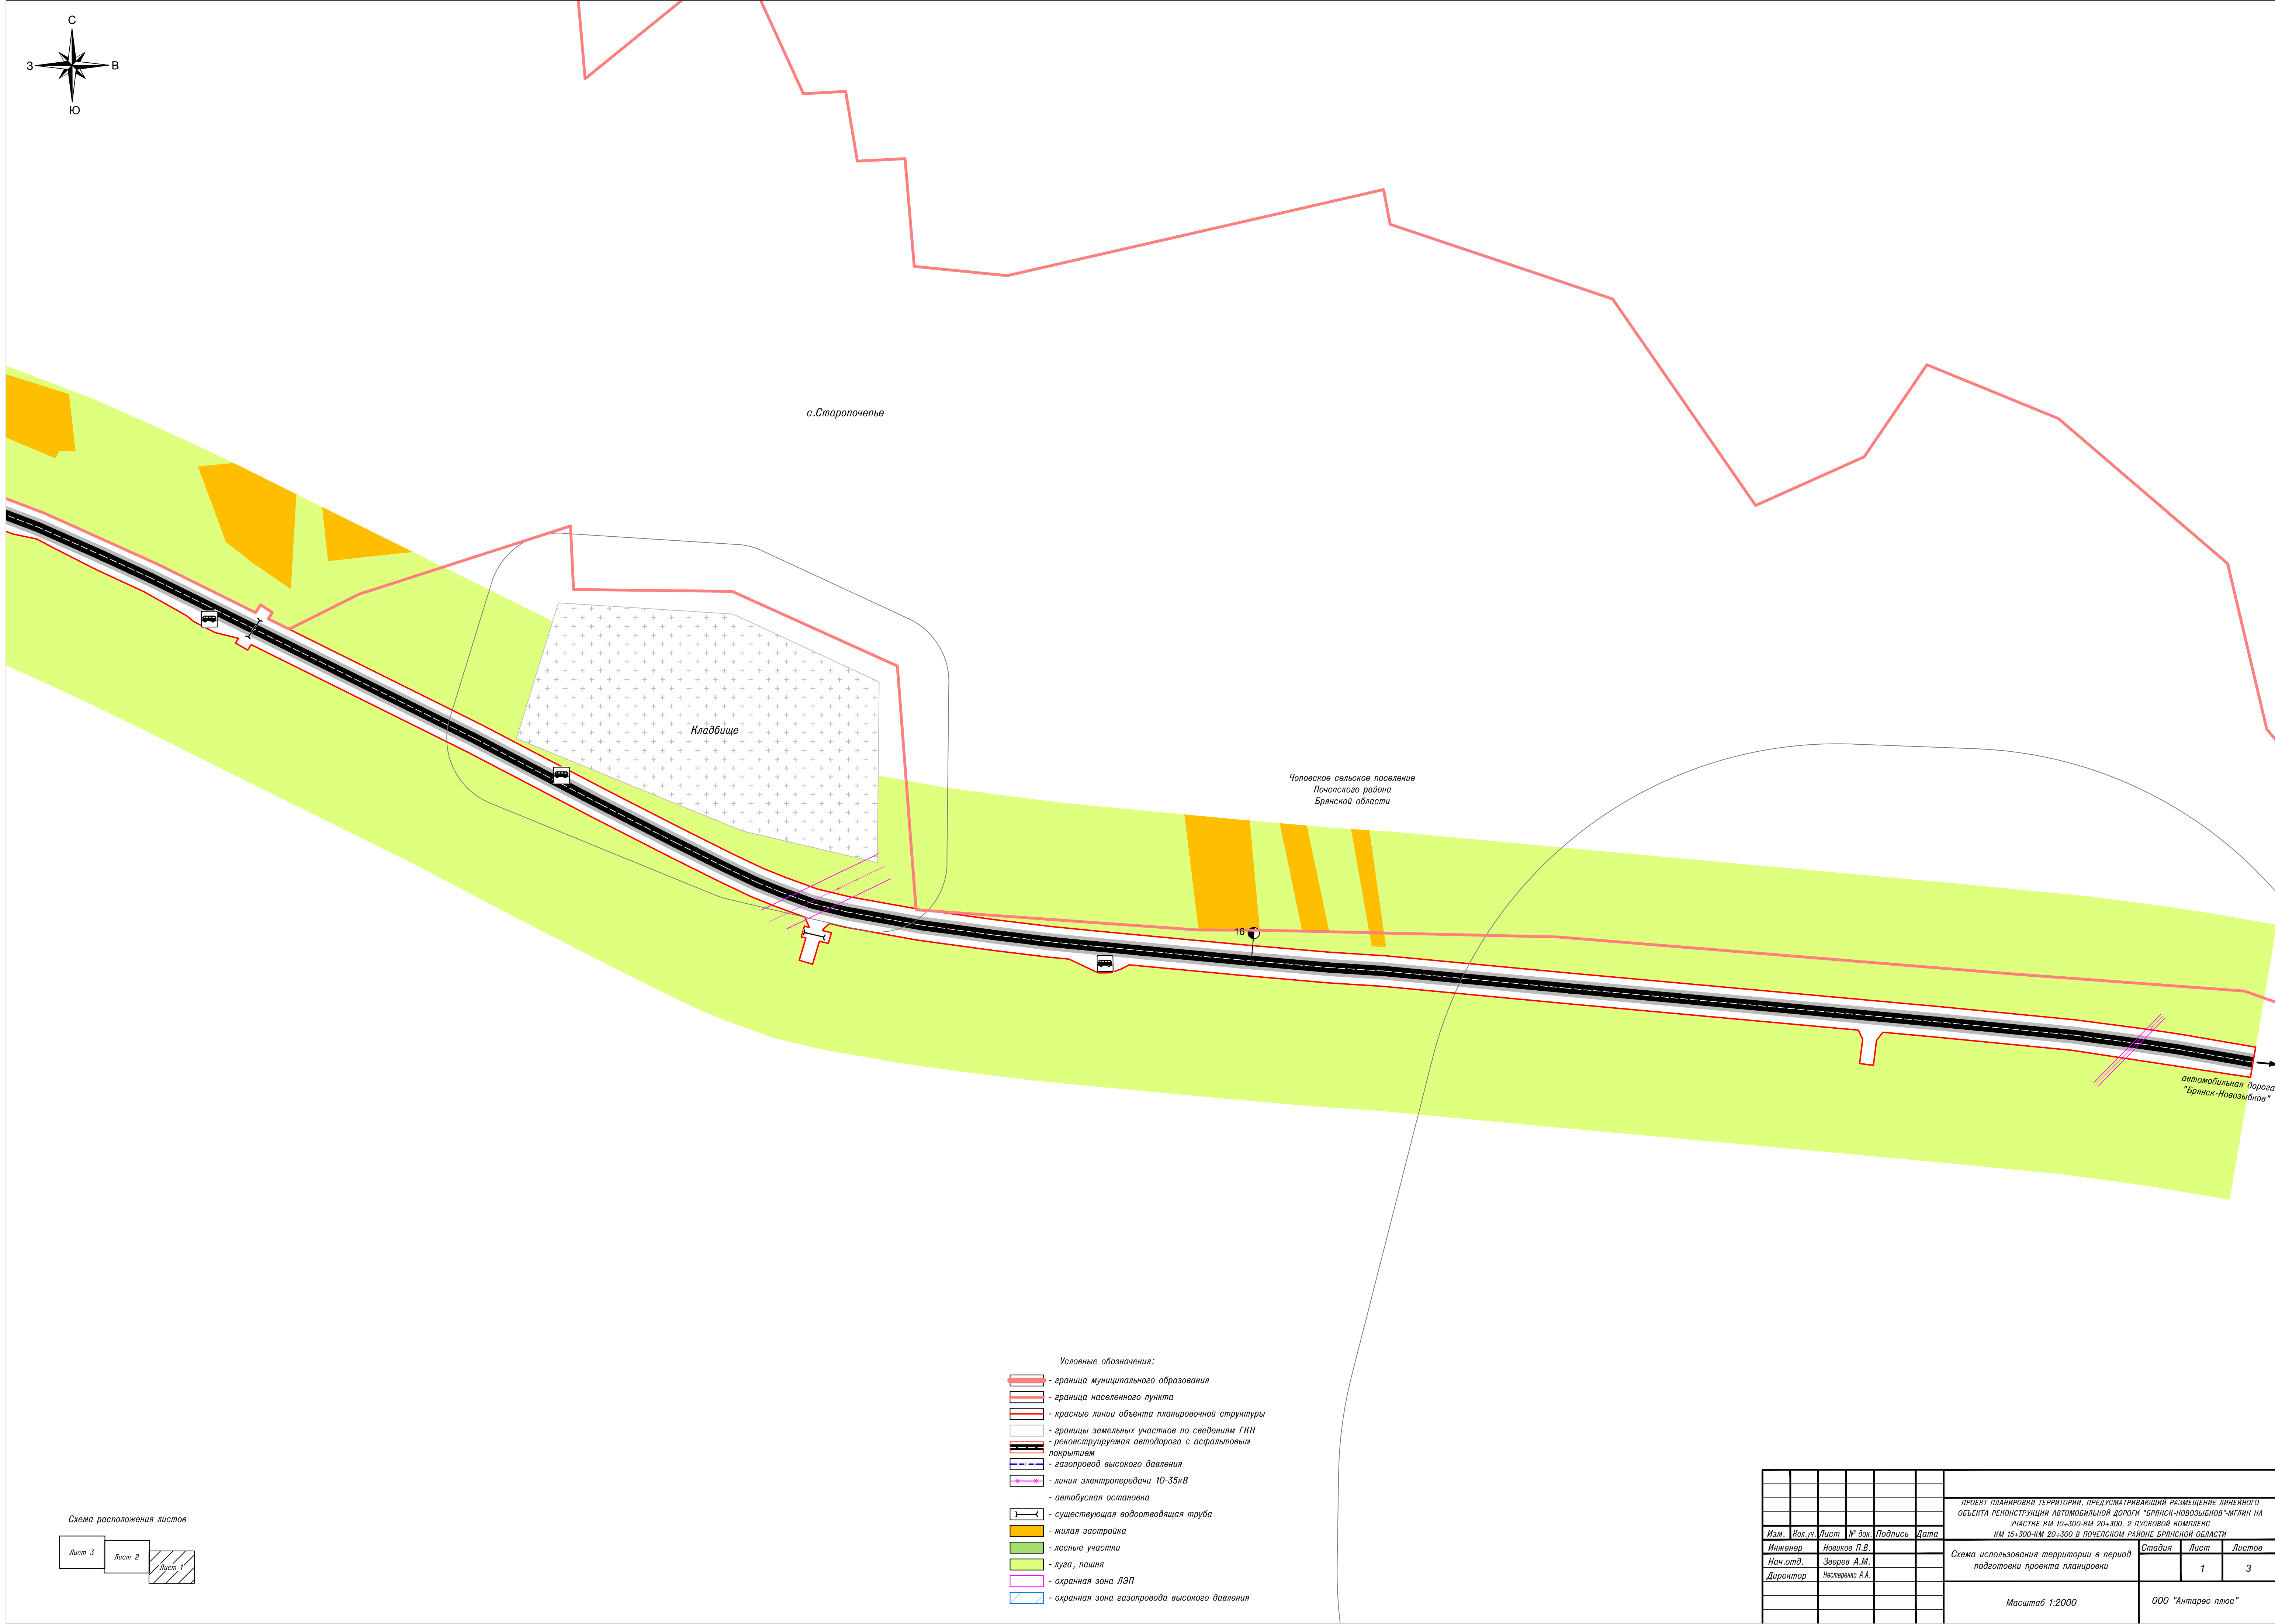 С
З
В
Ю
с.Старопочепье
Кладбище
Чоповское сельское поселение
Почепского района
Брянской области
16
автомобильная дорога
"Брянск-Новозыбков"
Условные обозначения:
- граница муниципального образования
- граница населенного пункта
- красные линии объекта планировочной структуры
- границы земельных участков по сведениям ГКН
- реконструируемая автодорога с асфальтовым
покрытием
- газопровод высокого давления
- линия электропередачи 10-35кВ
- автобусная остановка
- существующая водоотводящая труба
- жилая застройка
- лесные участки
- луга, пашня
- охранная зона ЛЭП
- охранная зона газопровода высокого давления
Схема расположения листов
Лист 3
Лист 2
Лист 1
ПРОЕКТ ПЛАНИРОВКИ ТЕРРИТОРИИ, ПРЕДУСМАТРИВАЮЩИЙ РАЗМЕЩЕНИЕ ЛИНЕЙНОГО
ОБЪЕКТА РЕКОНСТРУКЦИИ АВТОМОБИЛЬНОЙ ДОРОГИ "БРЯНСК-НОВОЗЫБКОВ"-МГЛИН НА
УЧАСТКЕ КМ 10+300-КМ 20+300, 2 ПУСКОВОЙ КОМПЛЕКС
КМ 15+300-КМ 20+300 В ПОЧЕПСКОМ РАЙОНЕ БРЯНСКОЙ ОБЛАСТИ
Изм. Кол.уч. Лист № док. Подпись Дата
Инженер Новиков П.В.
Нач.отд. Зверев А.М.
Директор Нестеренко А.А.
Схема использования территории в период
подготовки проекта планировки
Стадия Лист Листов
1 3
Масштаб 1:2000
ООО "Антарес плюс"